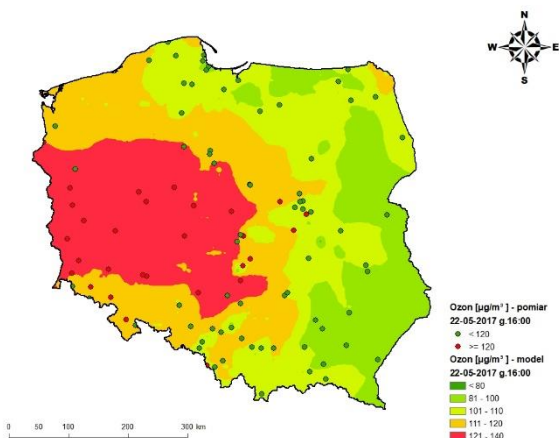 N
W E
S
Ozon [µg/m³ ] - pomiar
22-05-2017 g.16:00
< 120
>= 120
Ozon [µg/m³ ] - model
22-05-2017 g.16:00
< 80
81 - 100
101 - 110
111 - 120
121 - 140
0 50 100 200 300 km